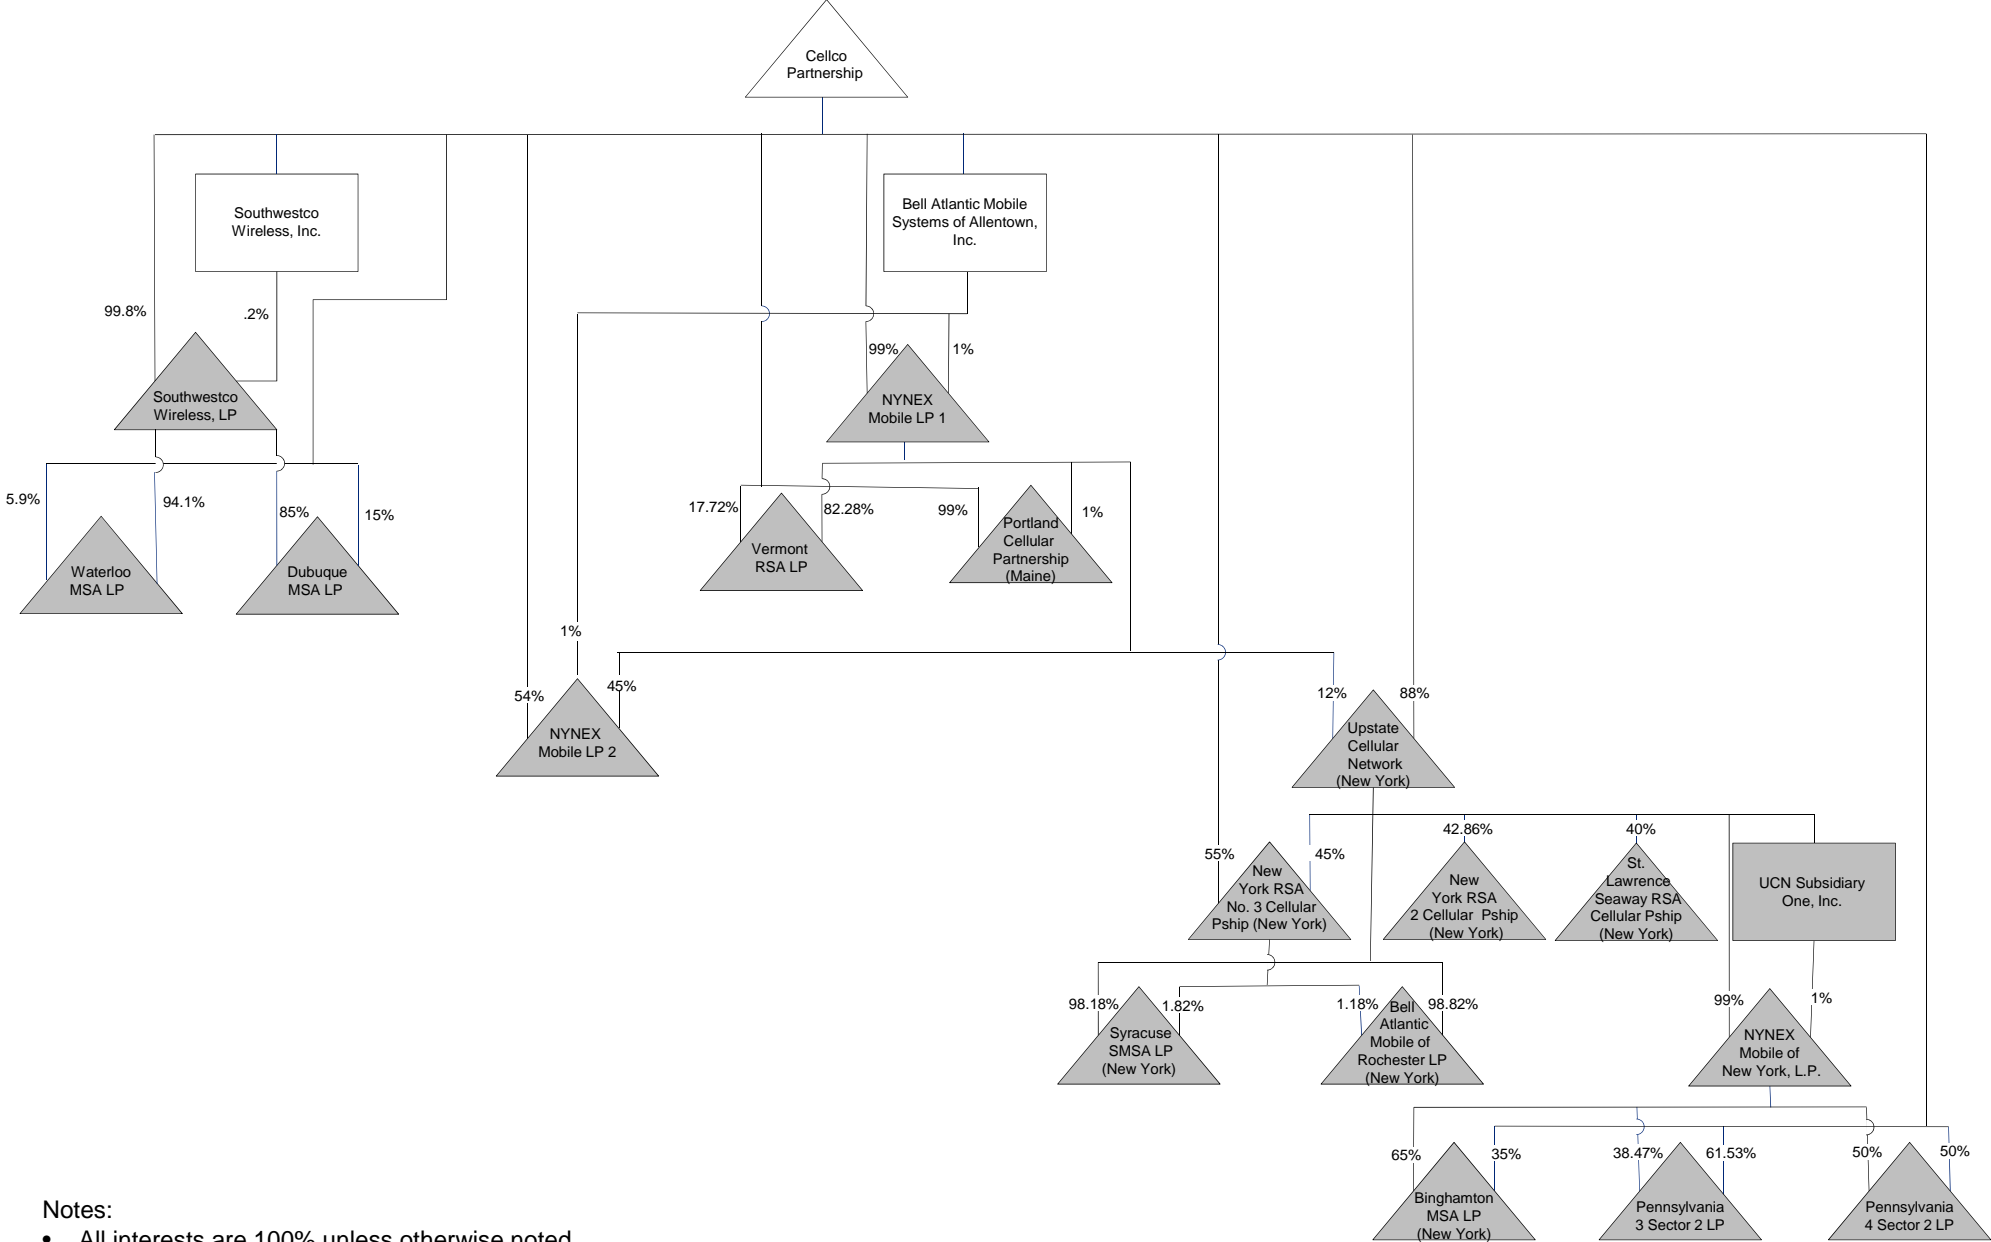 Cellco
Partnership
Southwestco
Wireless, Inc.
Bell Atlantic Mobile
Systems of Allentown,
Inc.
99.8%
.2%
99%
1%
Southwestco
Wireless, LP
NYNEX
Mobile LP 1
5.9%
94.1%
85%
15%
17.72%
82.28%
99%
1%
Waterloo
MSA LP
Dubuque
MSA LP
Vermont
RSA LP
Portland
Cellular
Partnership
(Maine)
1%
54%
45%
12%
88%
NYNEX
Mobile LP 2
Upstate
Cellular
Network
(New York)
55%
45%
42.86%
40%
New
York RSA
No. 3 Cellular
Pship (New York)
New
York RSA
2 Cellular Pship
(New York)
St.
Lawrence
Seaway RSA
Cellular Pship
(New York)
UCN Subsidiary
One, Inc.
98.18%
1.82%
1.18%
98.82%
99%
1%
Syracuse
SMSA LP
(New York)
Bell
Atlantic
Mobile of
Rochester LP
(New York)
NYNEX
Mobile of
New York, L.P.
65%
35%
38.47%
61.53%
50%
50%
Binghamton
MSA LP
(New York)
Pennsylvania
3 Sector 2 LP
Pennsylvania
4 Sector 2 LP
Notes:
• All interests are 100% unless otherwise noted